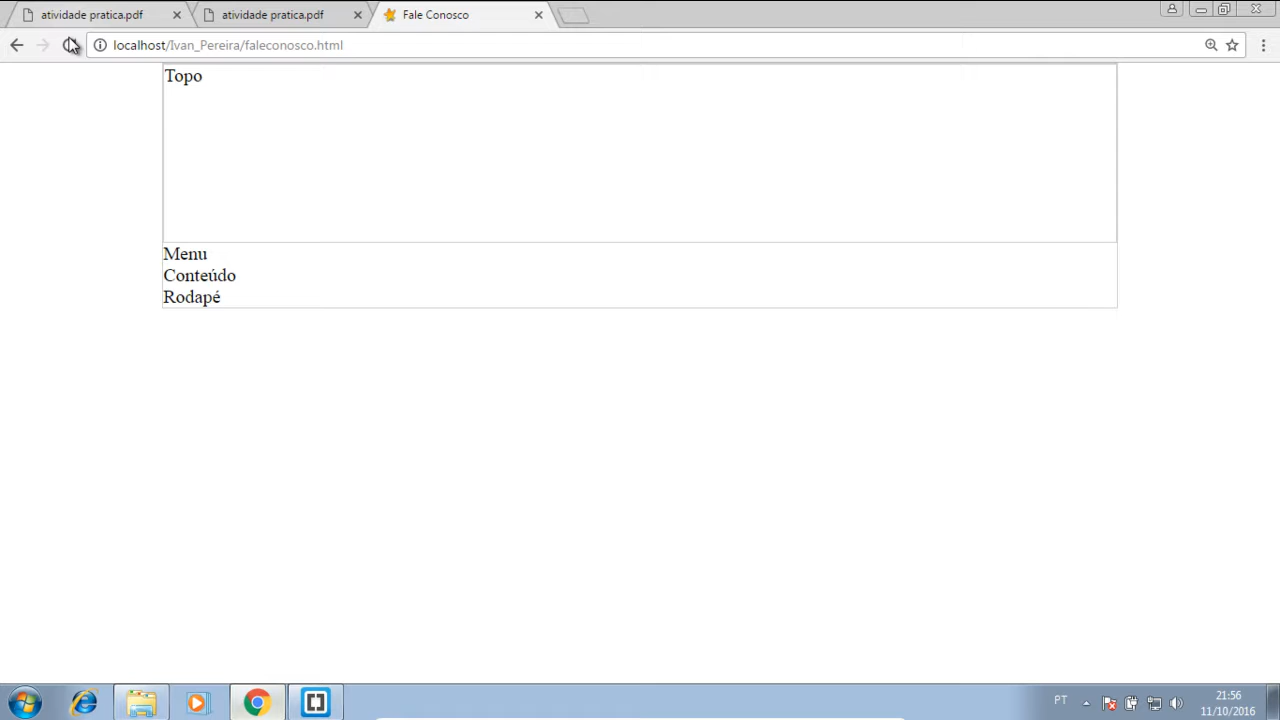 atividade pratica.pdf
atividade pratica.pdf
Fale Conosco
localhost/Ivan_Pereira/faleconosco.html
Topo
Menu
Conteúdo
Rodapé
PT
21:56
11/10/2016